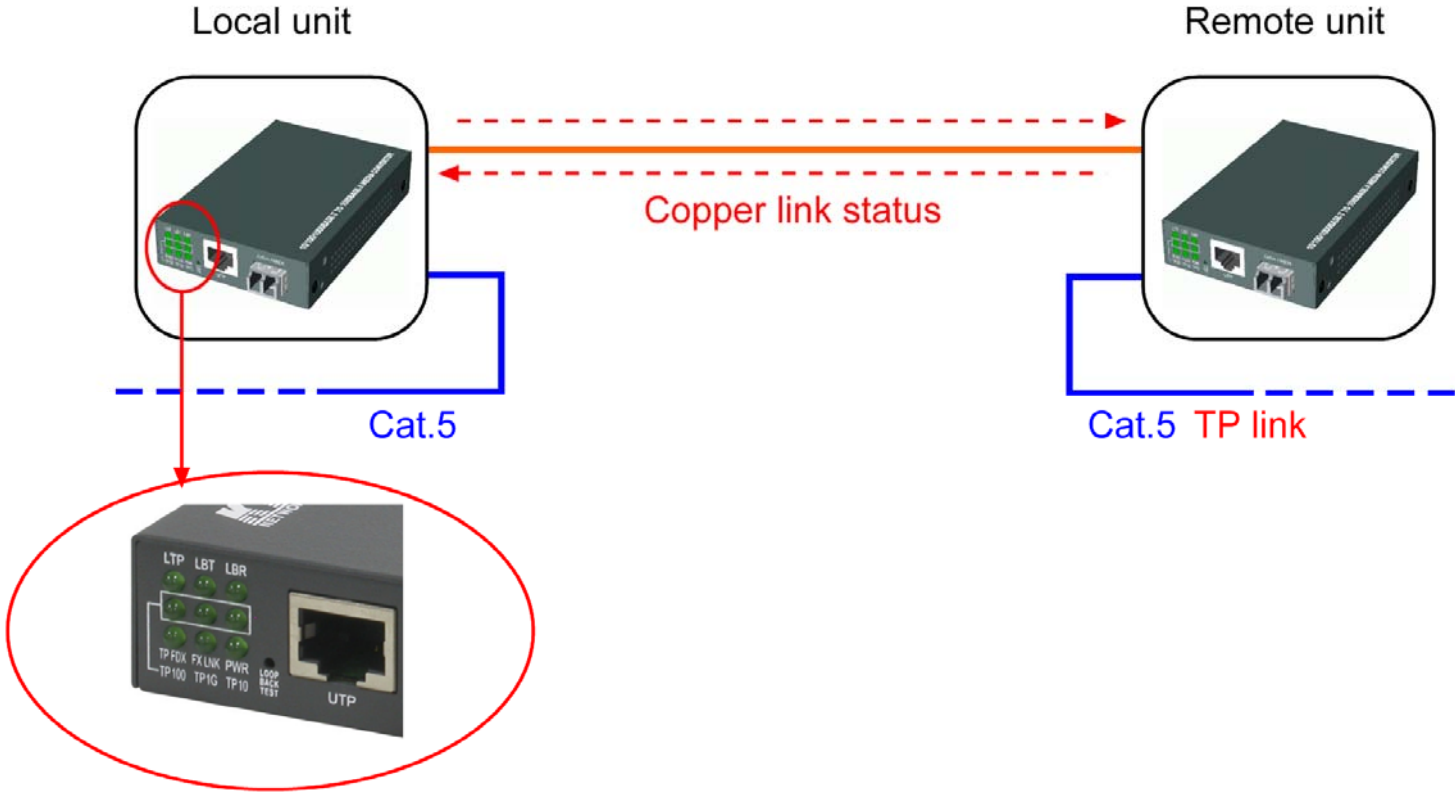 Local unit
Remote unit
Copper link status
Cat.5
Cat.5 TP link
LTP LBT LBR
TP FDX FX LNK PWR
TP100 TP1G TP10
LOOP
BACK
TEST
UTP